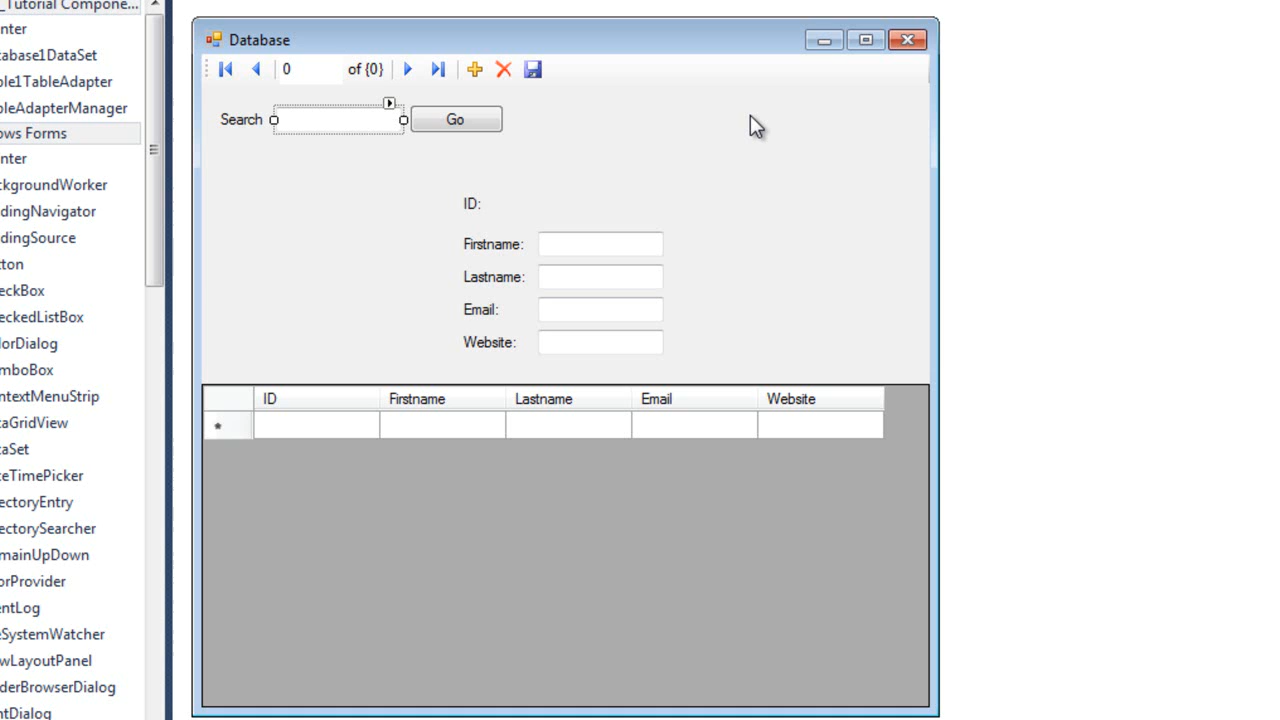 _Tutorial Compone...
nter
tabase1DataSet
ble1TableAdapter
bleAdapterManager
ows Forms
nter
ckgroundWorker
dingNavigator
dingSource
tton
eckBox
eckedListBox
lorDialog
mboBox
ntextMenuStrip
taGridView
taSet
teTimePicker
ectoryEntry
ectorySearcher
mainUpDown
orProvider
entLog
eSystemWatcher
wLayoutPanel
derBrowserDialog
ntDialog
Database
0 of {0}
Search Go
ID:
Firstname:
Lastname:
Email:
Website:
ID Firstname Lastname Email Website